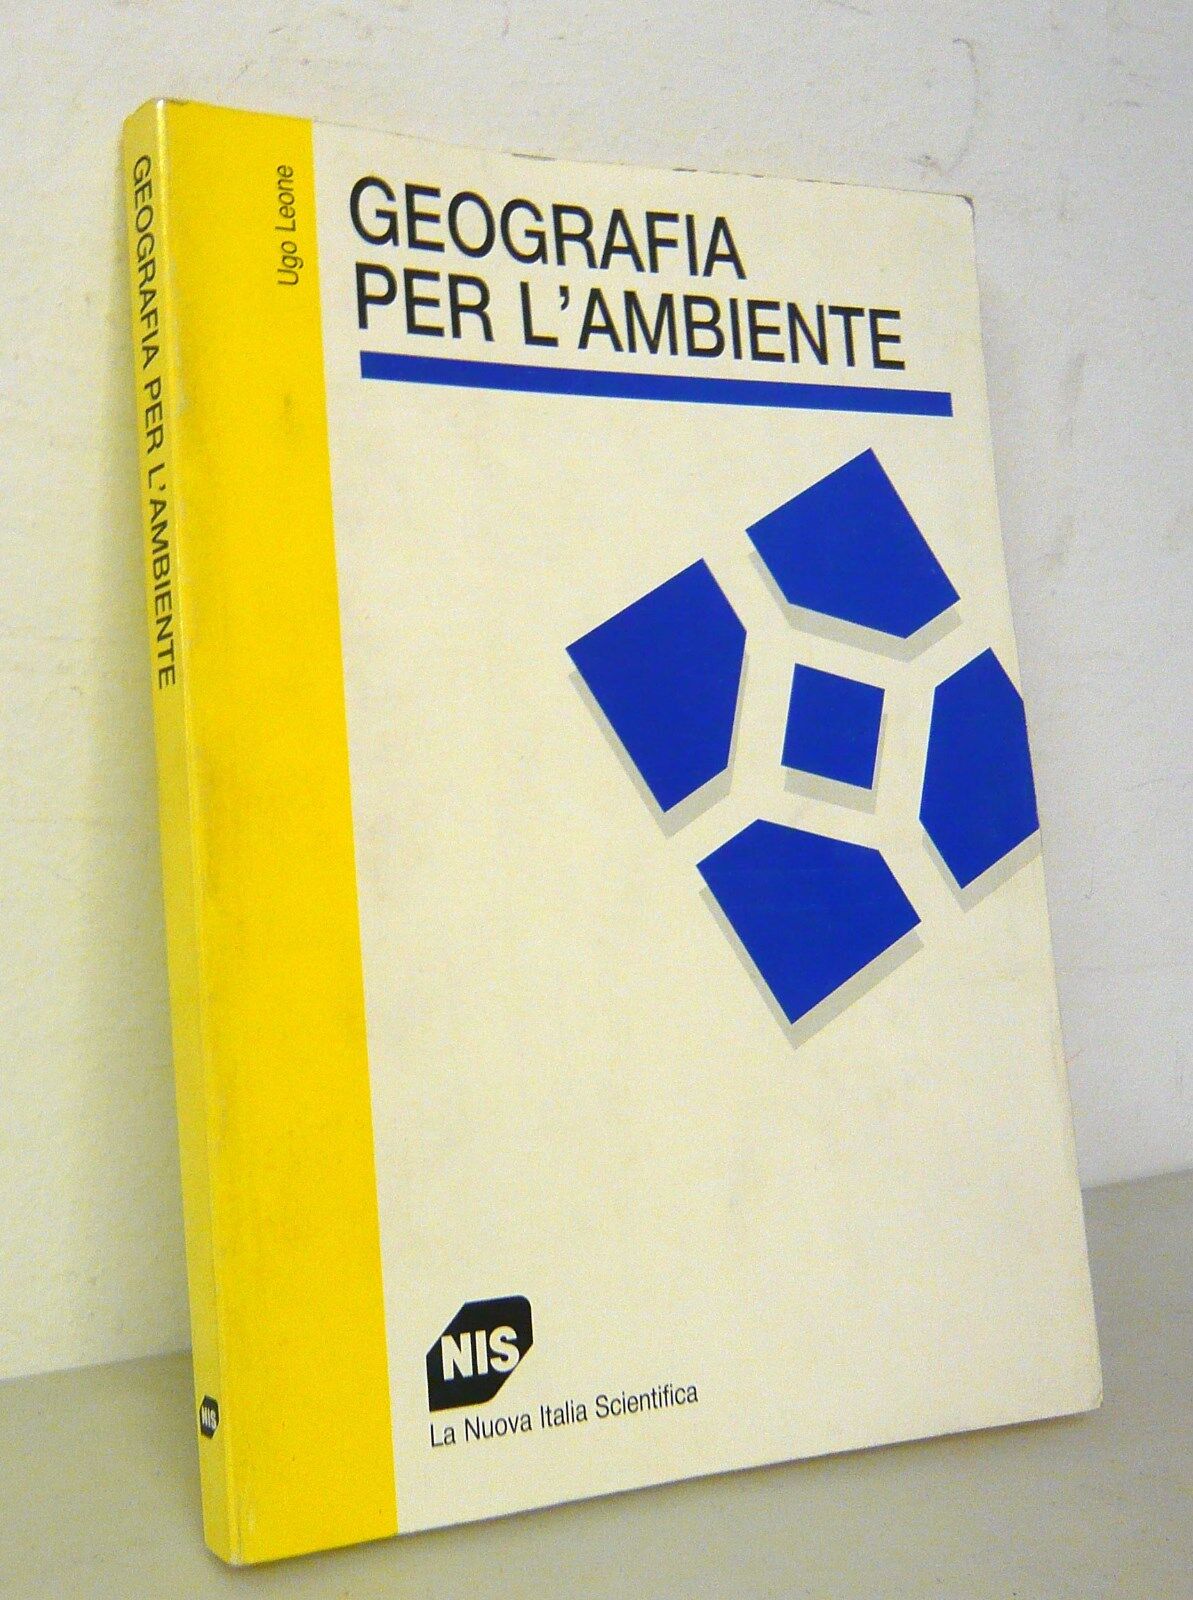 GEOGRAFIA PER L'AMBIENTE
NIS
Ugo Leone
GEOGRAFIA
PER L'AMBIENTE
NIS
La Nuova Italia Scientifica